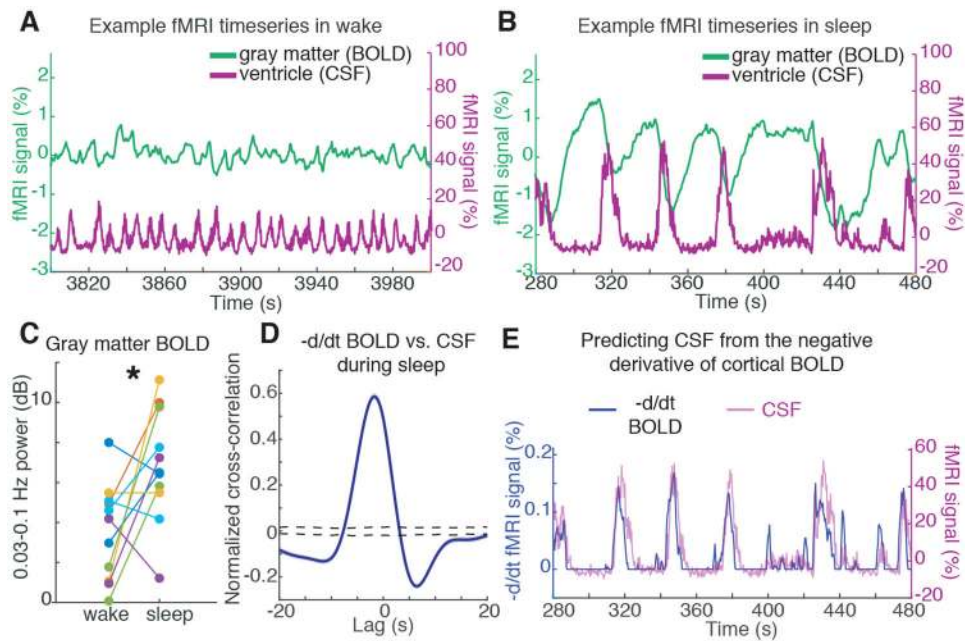 A
Example fMRI timeseries in wake
gray matter (BOLD)
ventricle (CSF)
fMRI signal (%)
2
1
0
-1
-2
-3
100
80
60
40
20
0
-20
fMRI signal (%)
3820 3860 3900 3940 3980
Time (s)
B
Example fMRI timeseries in sleep
gray matter (BOLD)
ventricle (CSF)
fMRI signal (%)
2
1
0
-1
-2
-3
100
80
60
40
20
0
-20
fMRI signal (%)
280 320 360 400 440 480
Time (s)
C
Gray matter BOLD
*
0.03-0.1 Hz power (dB)
10
0
wake sleep
D
-d/dt BOLD vs. CSF
during sleep
Normalized cross-correlation
0.6
0.4
0.2
0
-0.2
-20 -10 0 10 20
Lag (s)
E
Predicting CSF from the negative
derivative of cortical BOLD
-d/dt
BOLD
CSF
-d/dt fMRI signal (%)
0.2
0.1
0
60
40
20
0
-20
fMRI signal (%)
280 320 360 400 440 480
Time (s)